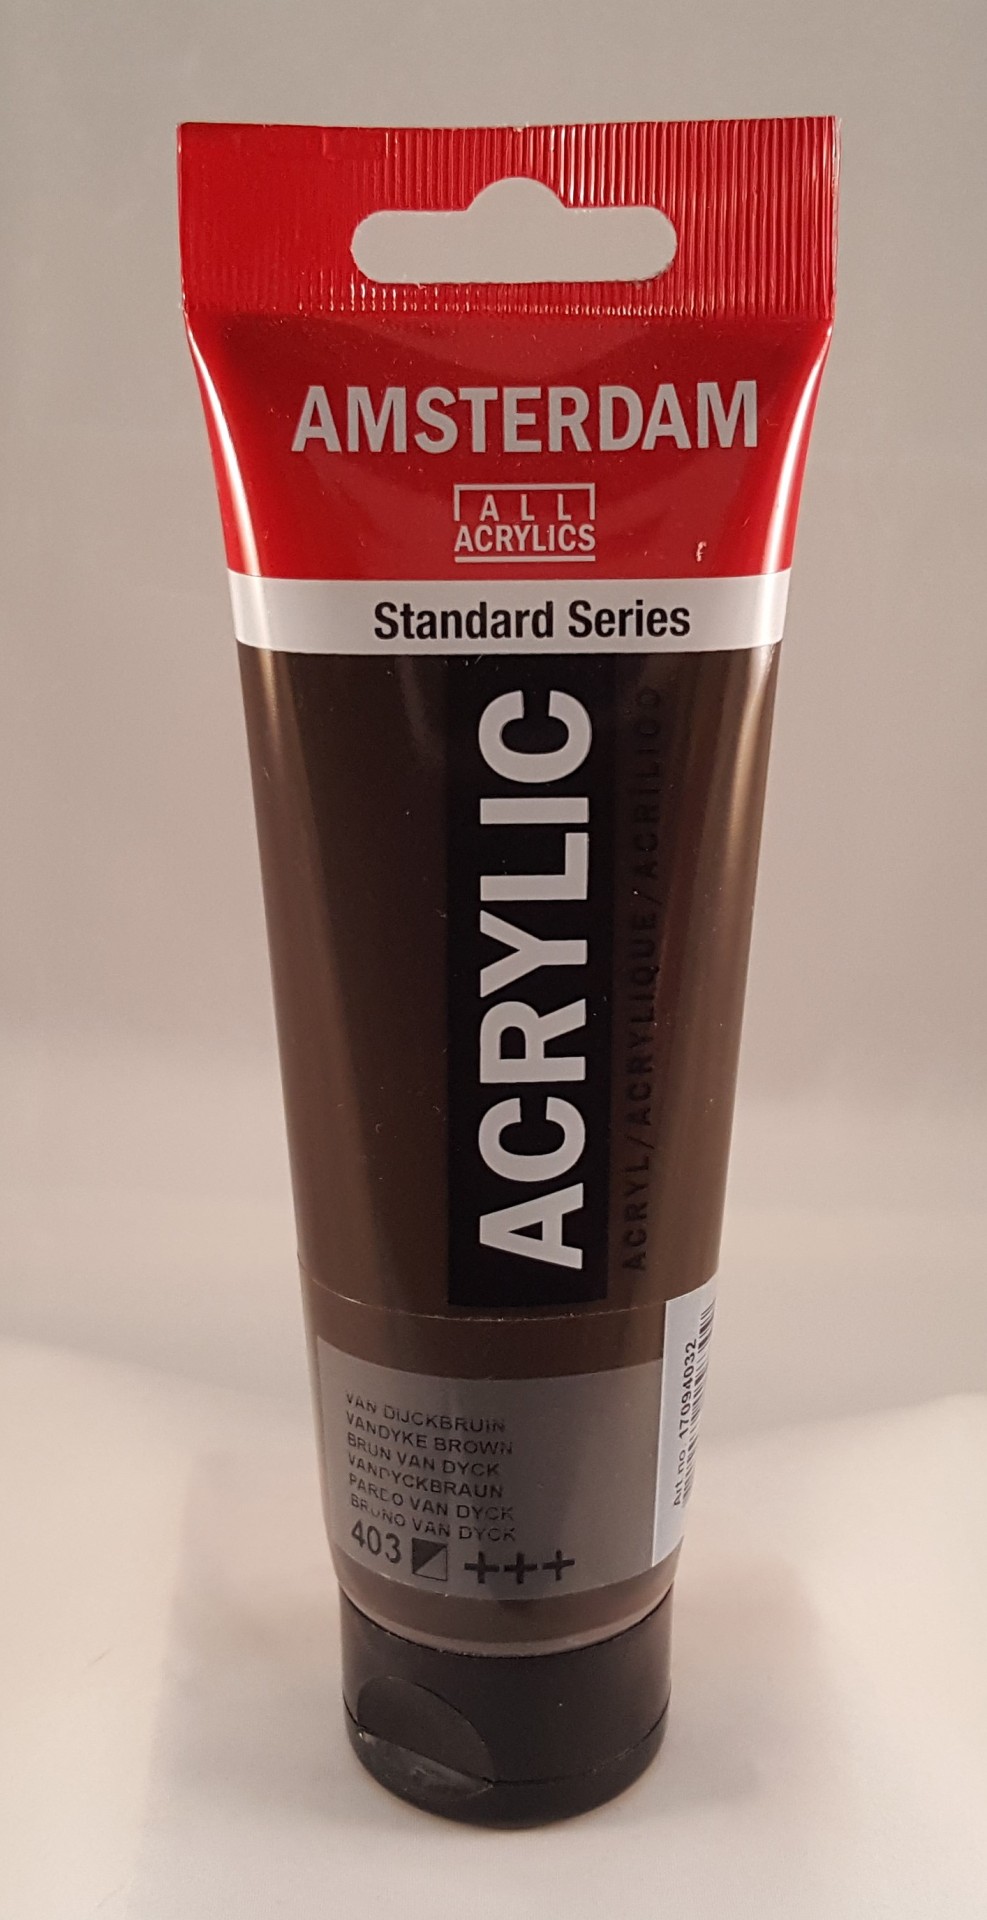 AMSTERDAM
ALL
ACRYLICS
Standard Series
ACRYLIC
ACRYL/ACRYLIQUE/ACRÍLICO
VAN DIJCKBRUIN
VANDYKE BROWN
BRUN VAN DYCK
VANDYCKBRAUN
PARDO VAN DYCK
BRUNO VAN DYCK
403 +++
Art.no 17094032